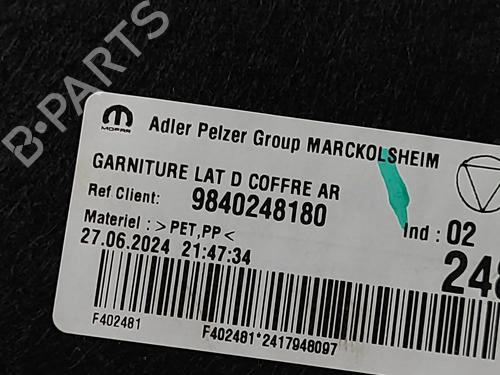 B-PARTS
MOPAR
Adler Pelzer Group MARCKOLSHEIM
GARNITURE LAT D COFFRE AR
Ref Client: 9840248180
Ind : 02
Materiel : >PET,PP<
27.06.2024 21:47:34
248
F402481
F402481*2417948097